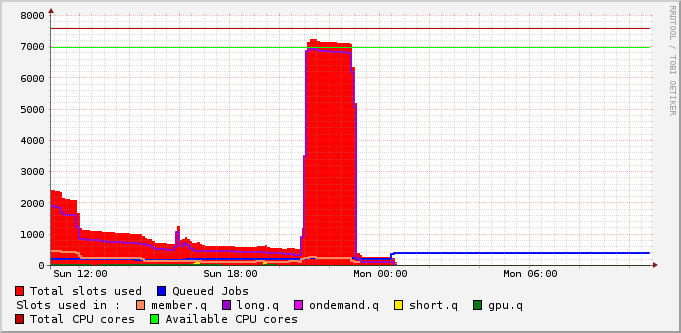 8000
7000
6000
5000
4000
3000
2000
1000
0
Sun 12:00 Sun 18:00 Mon 00:00 Mon 06:00
RRDTOOL / TOBI OETIKER
Total slots used Queued Jobs
Slots used in : member.q long.q ondemand.q short.q gpu.q
Total CPU cores Available CPU cores